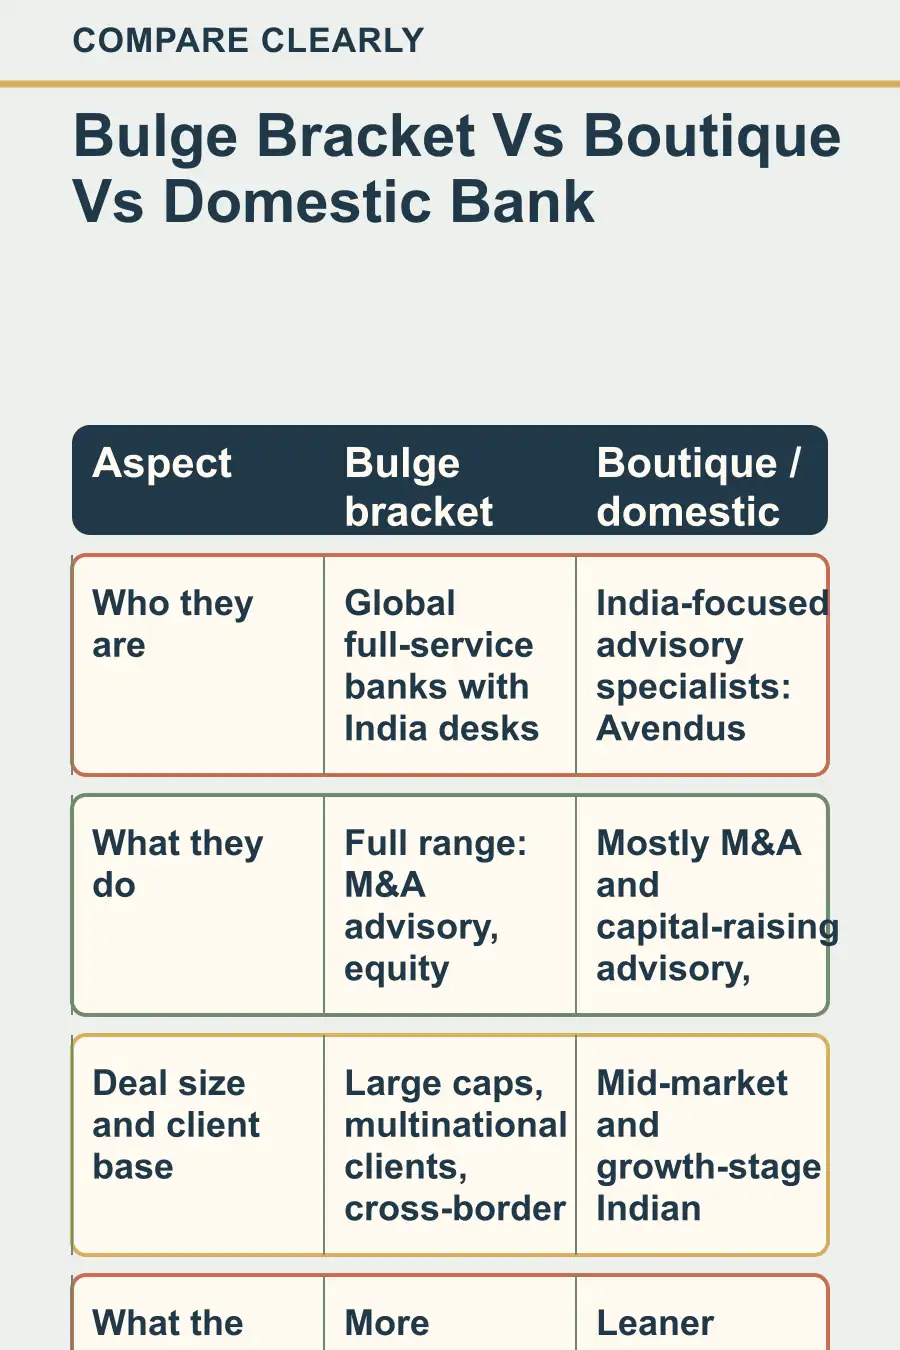 COMPARE CLEARLY
Bulge Bracket Vs Boutique
Vs Domestic Bank
Aspect
Bulge
bracket
Boutique /
domestic
Who they
are
Global
full-service
banks with
India desks
India-focused
advisory
specialists:
Avendus
What they
do
Full range:
M&A
advisory,
equity
Mostly M&A
and
capital-raising
advisory,
Deal size
and client
base
Large caps,
multinational
clients,
cross-border
Mid-market
and
growth-stage
Indian
What the
More
Leaner